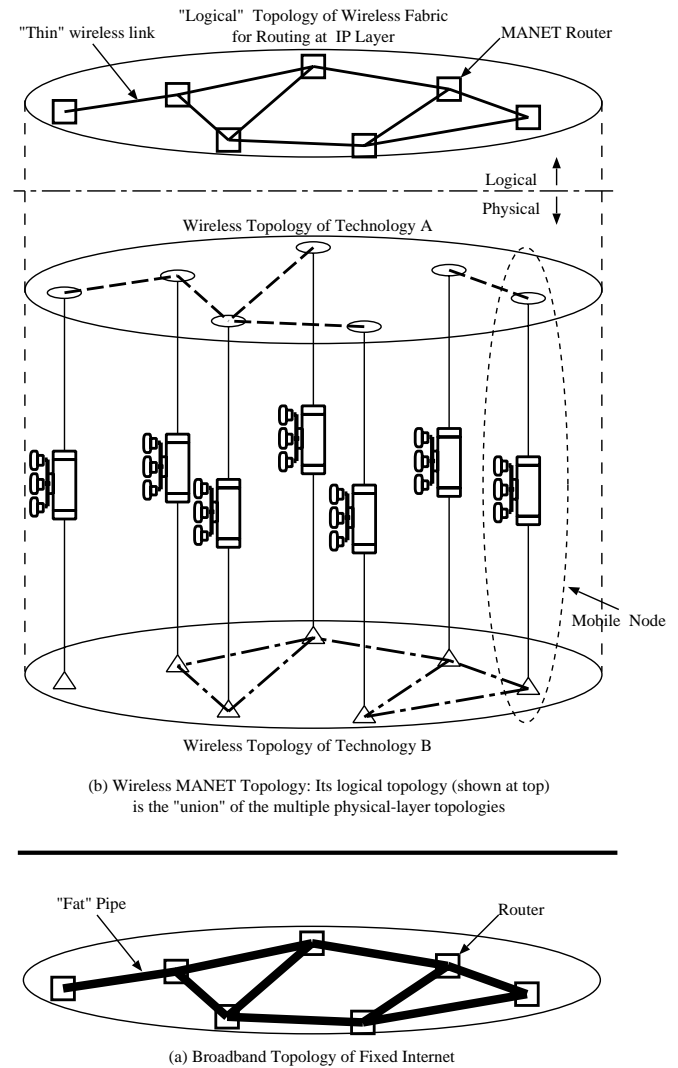 "Logical" Topology of Wireless Fabric
for Routing at IP Layer
"Thin" wireless link
MANET Router
Logical
Physical
Wireless Topology of Technology A
Mobile Node
Wireless Topology of Technology B
(b) Wireless MANET Topology: Its logical topology (shown at top)
is the "union" of the multiple physical-layer topologies
"Fat" Pipe
Router
(a) Broadband Topology of Fixed Internet